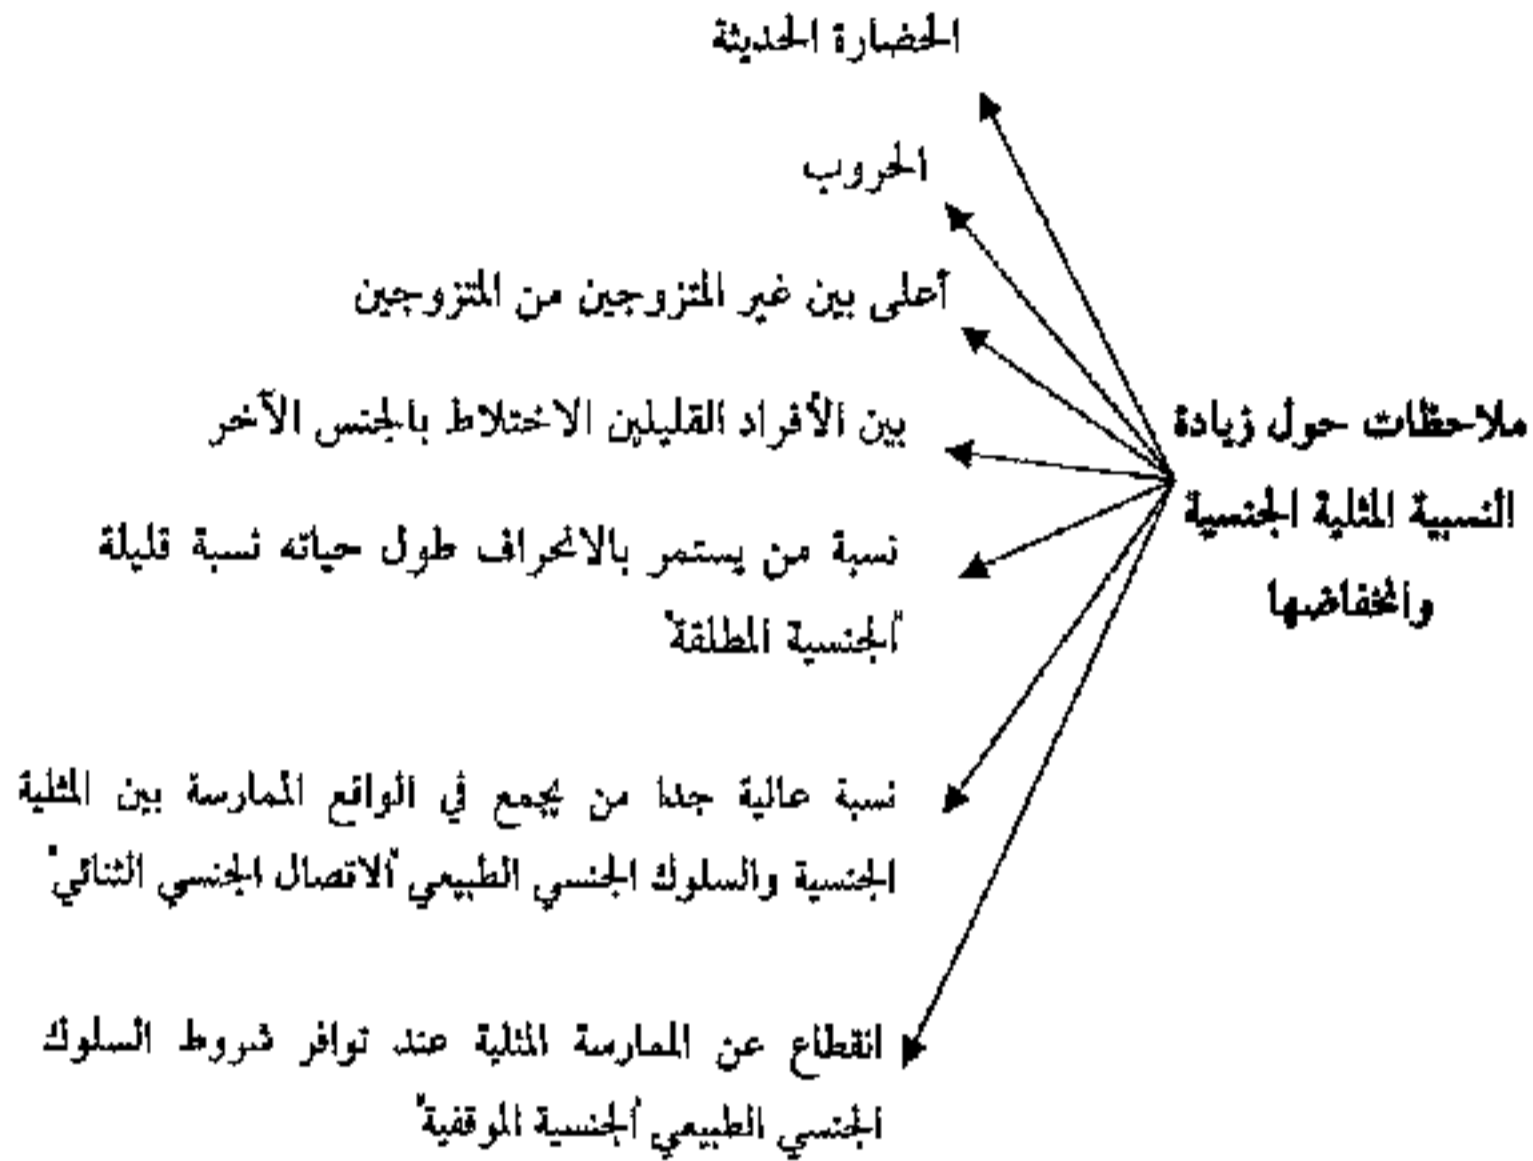 الحضارة الحديثة
الحروب
أعلى بين غير المتزوجين من المتزوجين
بين الأفراد القليلين الاختلاط بالجنس الآخر
ملاحظات حول زيادة
النسبية المثلية الجنسية
وانخفاضها
نسبة من يستمر بالانحراف طول حياته نسبة قليلة
"الجنسية المطلقة"
نسبة عالية جدا من يجمع في الواقع الممارسة بين المثلية
الجنسية والسلوك الجنسي الطبيعي "الاتصال الجنسي الثنائي"
انقطاع عن الممارسة المثلية عند توافر شروط السلوك
الجنسي الطبيعي "الجنسية الموقفية"